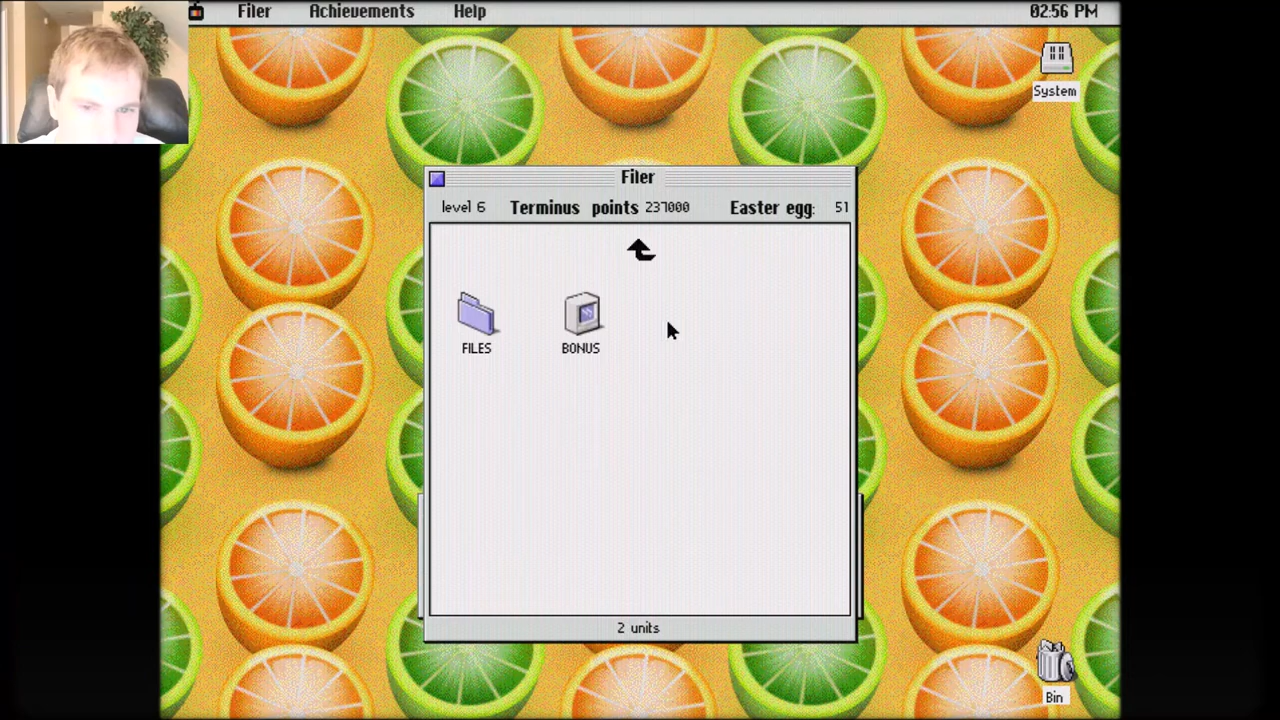 Filer Achievements Help 02:56 PM
System
Filer
level 6 Terminus points 237000 Easter egg: 51
FILES BONUS
2 units
Bin